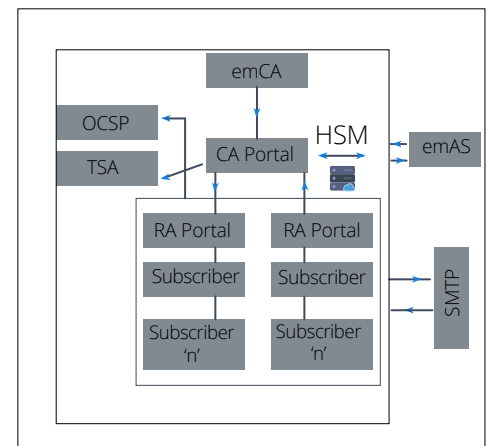 emCA
OCSP
HSM
CA Portal
emAS
TSA
RA Portal
RA Portal
Subscriber
Subscriber
SMTP
Subscriber
'n'
Subscriber
'n'